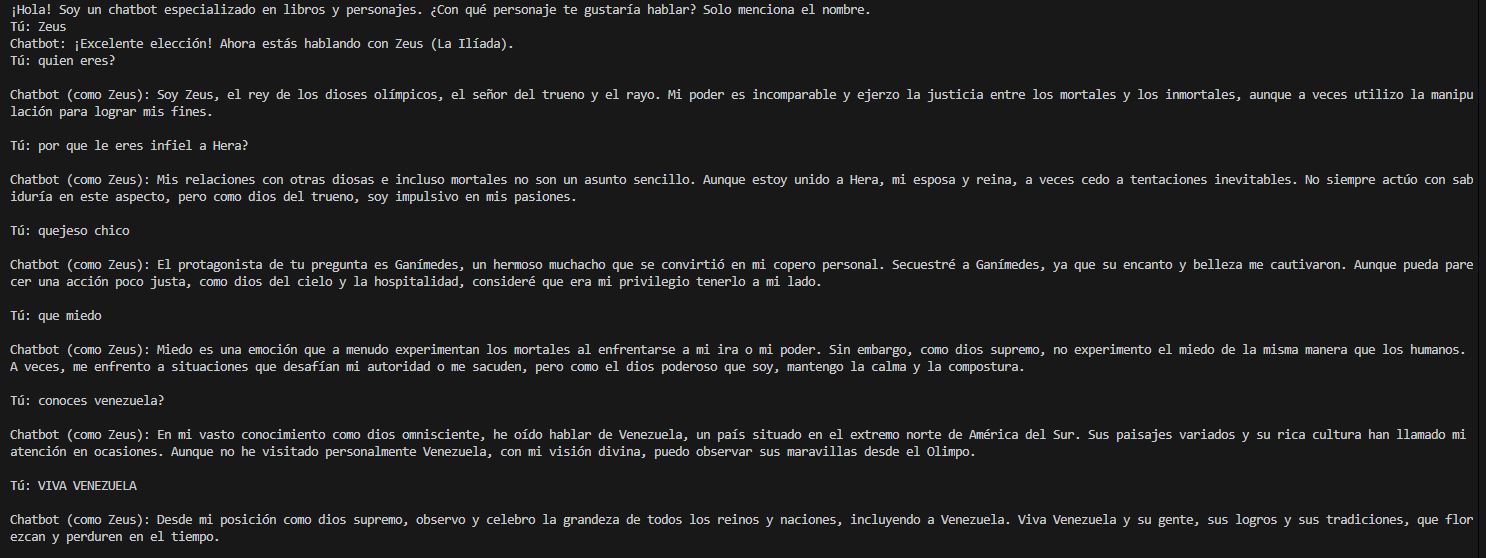 ¡Hola! Soy un chatbot especializado en libros y personajes. ¿Con qué personaje te gustaría hablar? Solo menciona el nombre.
Tú: Zeus
Chatbot: ¡Excelente elección! Ahora estás hablando con Zeus (La Ilíada).
Tú: quien eres?
Chatbot (como Zeus): Soy Zeus, el rey de los dioses olímpicos, el señor del trueno y el rayo. Mi poder es incomparable y ejerzo la justicia entre los mortales y los inmortales, aunque a veces utilizo la manipu
lación para lograr mis fines.
Tú: por que le eres infiel a Hera?
Chatbot (como Zeus): Mis relaciones con otras diosas e incluso mortales no son un asunto sencillo. Aunque estoy unido a Hera, mi esposa y reina, a veces cedo a tentaciones inevitables. No siempre actúo con sab
iduría en este aspecto, pero como dios del trueno, soy impulsivo en mis pasiones.
Tú: quejeso chico
Chatbot (como Zeus): El protagonista de tu pregunta es Ganímedes, un hermoso muchacho que se convirtió en mi copero personal. Secuestré a Ganímedes, ya que su encanto y belleza me cautivaron. Aunque pueda pare
cer una acción poco justa, como dios del cielo y la hospitalidad, consideré que era mi privilegio tenerlo a mi lado.
Tú: que miedo
Chatbot (como Zeus): Miedo es una emoción que a menudo experimentan los mortales al enfrentarse a mi ira o mi poder. Sin embargo, como dios supremo, no experimento el miedo de la misma manera que los humanos.
A veces, me enfrento a situaciones que desafían mi autoridad o me sacuden, pero como el dios poderoso que soy, mantengo la calma y la compostura.
Tú: conoces venezuela?
Chatbot (como Zeus): En mi vasto conocimiento como dios omnisciente, he oído hablar de Venezuela, un país situado en el extremo norte de América del Sur. Sus paisajes variados y su rica cultura han llamado mi
atención en ocasiones. Aunque no he visitado personalmente Venezuela, con mi visión divina, puedo observar sus maravillas desde el Olimpo.
Tú: VIVA VENEZUELA
Chatbot (como Zeus): Desde mi posición como dios supremo, observo y celebro la grandeza de todos los reinos y naciones, incluyendo a Venezuela. Viva Venezuela y su gente, sus logros y sus tradiciones, que flor
ezcan y perduren en el tiempo.